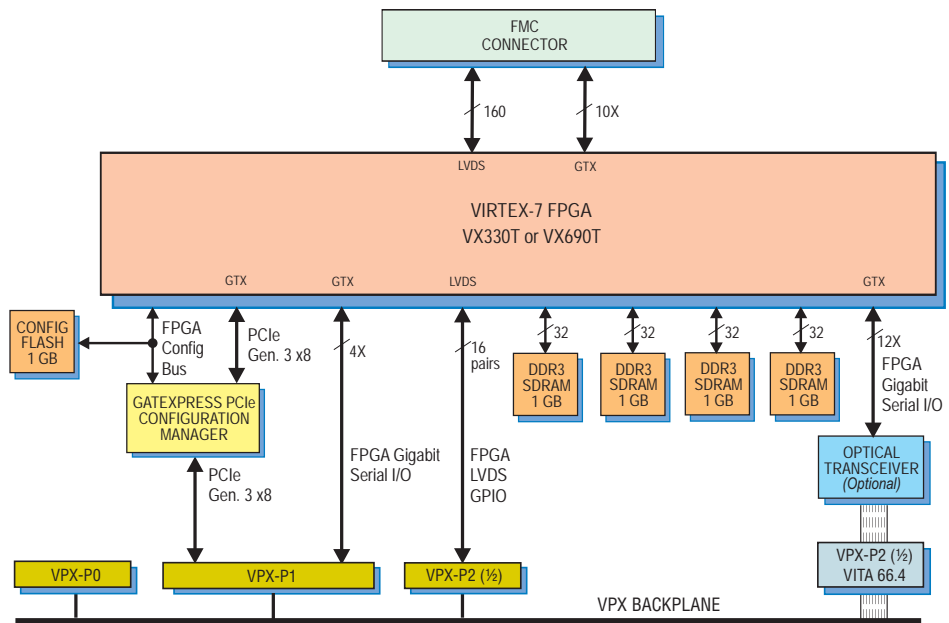 FMC
CONNECTOR
160
10X
LVDS
GTX
VIRTEX-7 FPGA
VX330T or VX690T
GTX
GTX
LVDS
GTX
CONFIG
FLASH
1 GB
FPGA
Config
Bus
PCIe
Gen. 3 x8
4X
16
pairs
32
32
32
32
12X
DDR3
SDRAM
1 GB
DDR3
SDRAM
1 GB
DDR3
SDRAM
1 GB
DDR3
SDRAM
1 GB
FPGA
Gigabit
Serial I/O
GATEXPRESS PCIe
CONFIGURATION
MANAGER
PCIe
Gen. 3 x8
FPGA Gigabit
Serial I/O
FPGA
LVDS
GPIO
OPTICAL
TRANSCEIVER
(Optional)
VPX-P0
VPX-P1
VPX-P2 (½)
VPX-P2 (½)
VITA 66.4
VPX BACKPLANE